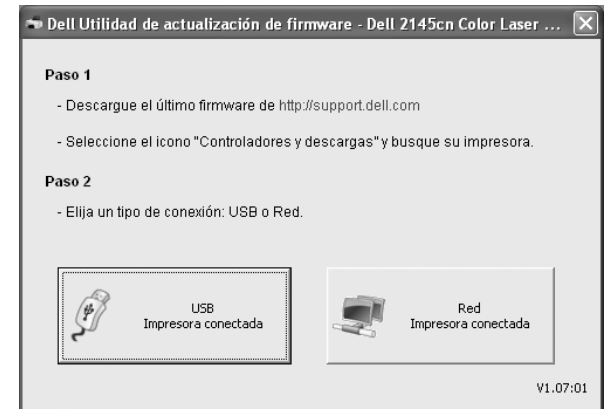 Dell Utilidad de actualización de firmware - Dell 2145cn Color Laser ...
Paso 1
- Descargue el último firmware de http://support.dell.com
- Seleccione el icono "Controladores y descargas" y busque su impresora.
Paso 2
- Elija un tipo de conexión: USB o Red.
USB
Impresora conectada
Red
Impresora conectada
V1.07:01